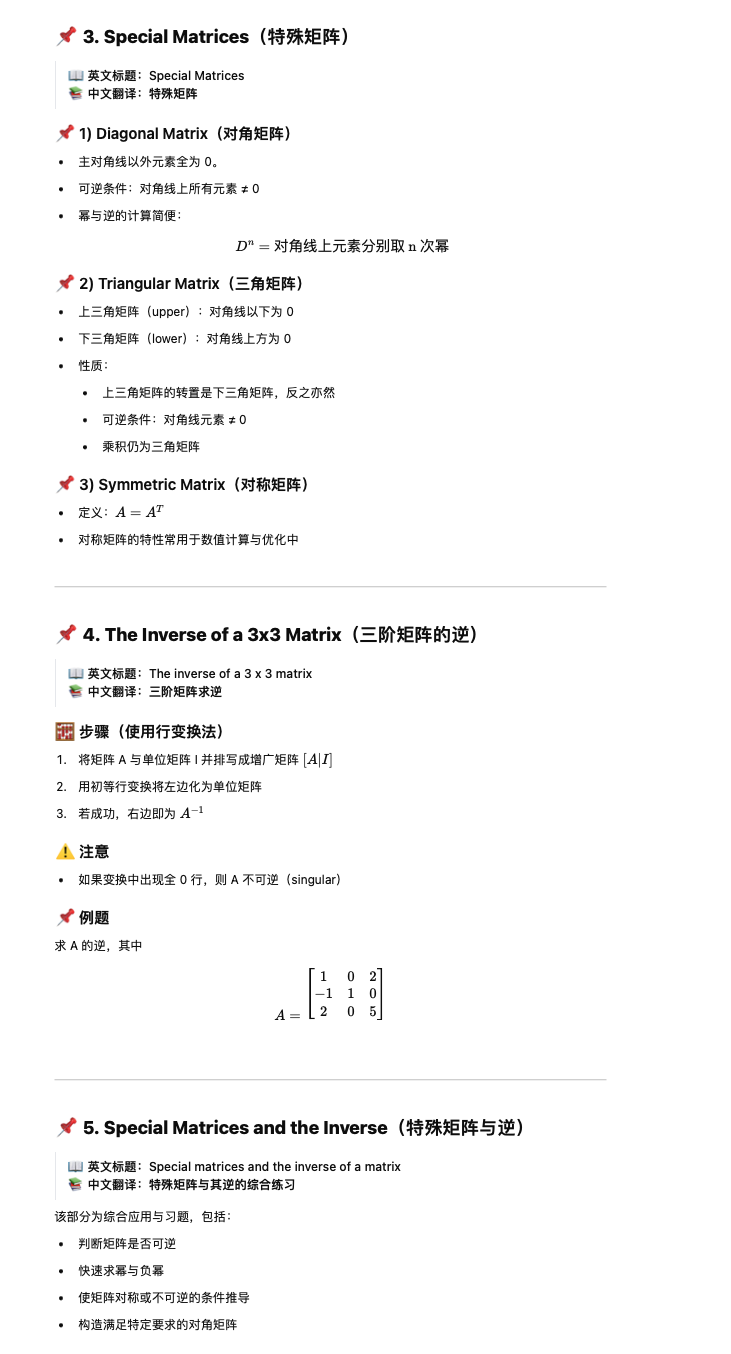 📌 3. Special Matrices（特殊矩阵）
📖 英文标题：Special Matrices
📚 中文翻译：特殊矩阵
📌 1) Diagonal Matrix（对角矩阵）
• 主对角线以外元素全为 0。
• 可逆条件：对角线上所有元素 ≠ 0
• 幂与逆的计算简便：
Dⁿ = 对角线上元素分别取 n 次幂
📌 2) Triangular Matrix（三角矩阵）
• 上三角矩阵（upper）：对角线以下为 0
• 下三角矩阵（lower）：对角线上方为 0
• 性质：
• 上三角矩阵的转置是下三角矩阵，反之亦然
• 可逆条件：对角线元素 ≠ 0
• 乘积仍为三角矩阵
📌 3) Symmetric Matrix（对称矩阵）
• 定义：A = Aᵀ
• 对称矩阵的特性常用于数值计算与优化中
📌 4. The Inverse of a 3x3 Matrix（三阶矩阵的逆）
📖 英文标题：The inverse of a 3 x 3 matrix
📚 中文翻译：三阶矩阵求逆
🧮 步骤（使用行变换法）
1. 将矩阵 A 与单位矩阵 I 并排写成增广矩阵 [A|I]
2. 用初等行变换将左边化为单位矩阵
3. 若成功，右边即为 A⁻¹
⚠️ 注意
• 如果变换中出现全 0 行，则 A 不可逆（singular）
📌 例题
求 A 的逆，其中
1 0 2
−1 1 0
2 0 5
A =
📌 5. Special Matrices and the Inverse（特殊矩阵与逆）
📖 英文标题：Special matrices and the inverse of a matrix
📚 中文翻译：特殊矩阵与其逆的综合练习
该部分为综合应用与习题，包括：
• 判断矩阵是否可逆
• 快速求幂与负幂
• 使矩阵对称或不可逆的条件推导
• 构造满足特定要求的对角矩阵